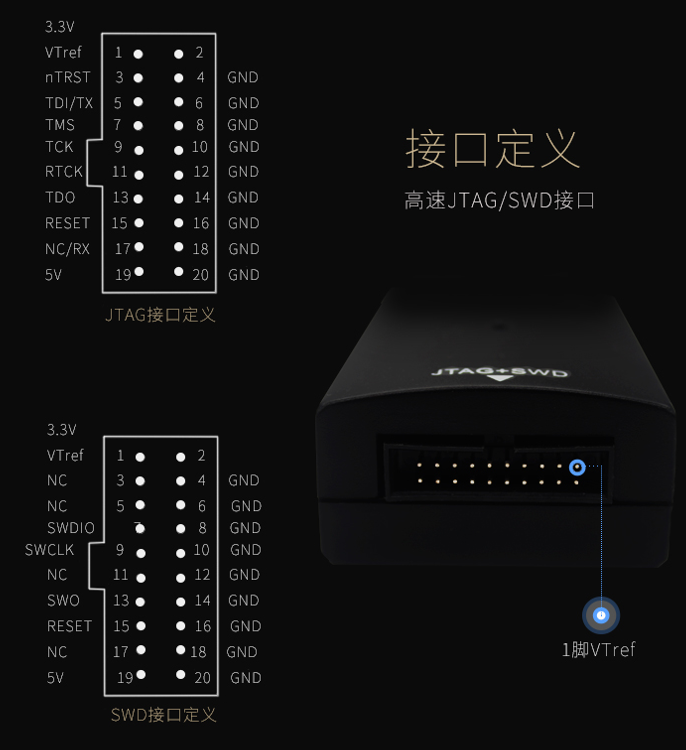 3.3V
VTref 1 2
nTRST 3 4 GND
TDI/TX 5 6 GND
TMS 7 8 GND
TCK 9 10 GND
RTCK 11 12 GND
TDO 13 14 GND
RESET 15 16 GND
NC/RX 17 18 GND
5V 19 20 GND
JTAG接口定义
接口定义
高速JTAG/SWD接口
JTAG+SWD
3.3V
VTref 1 2
NC 3 4 GND
NC 5 6 GND
SWDIO 7 8 GND
SWCLK 9 10 GND
NC 11 12 GND
SWO 13 14 GND
RESET 15 16 GND
NC 17 18 GND
5V 19 20 GND
SWD接口定义
1脚VTref